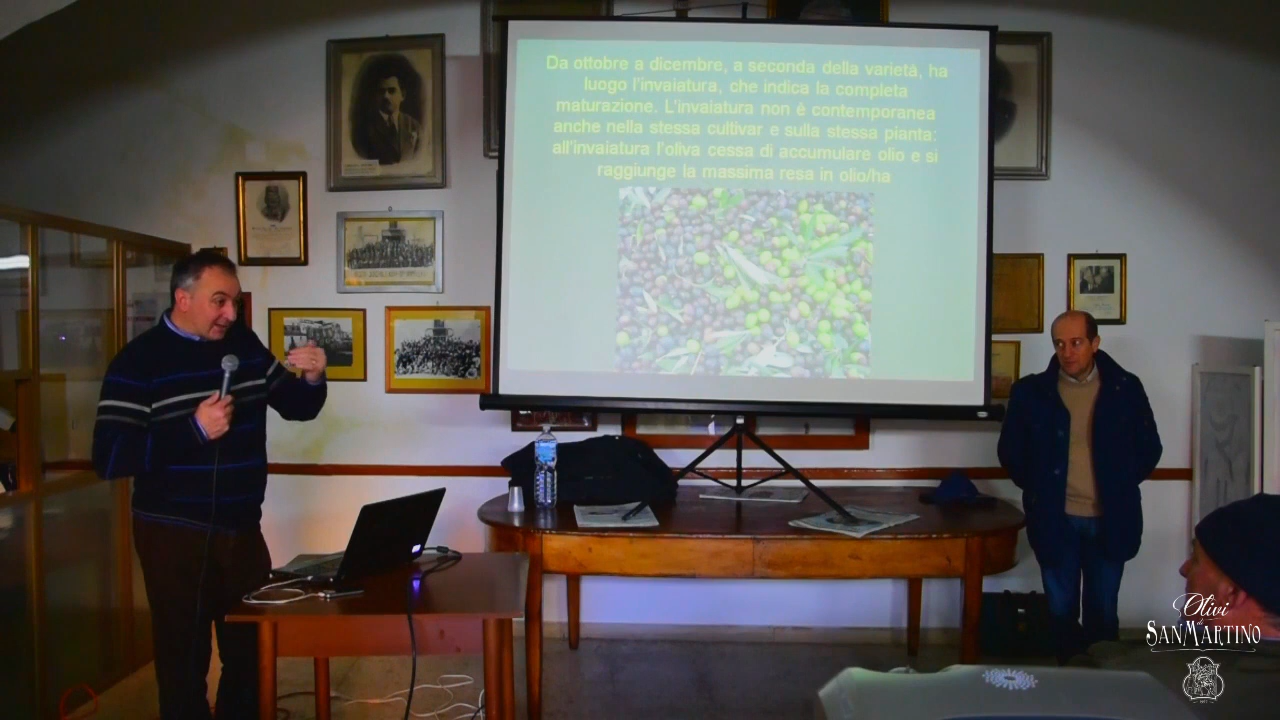 Da ottobre a dicembre, a seconda della varietà, ha
luogo l'invaiatura, che indica la completa
maturazione. L'invaiatura non è contemporanea
anche nella stessa cultivar e sulla stessa pianta:
all'invaiatura l'oliva cessa di accumulare olio e si
raggiunge la massima resa in olio/ha
Olivi
di
SANMARTINO